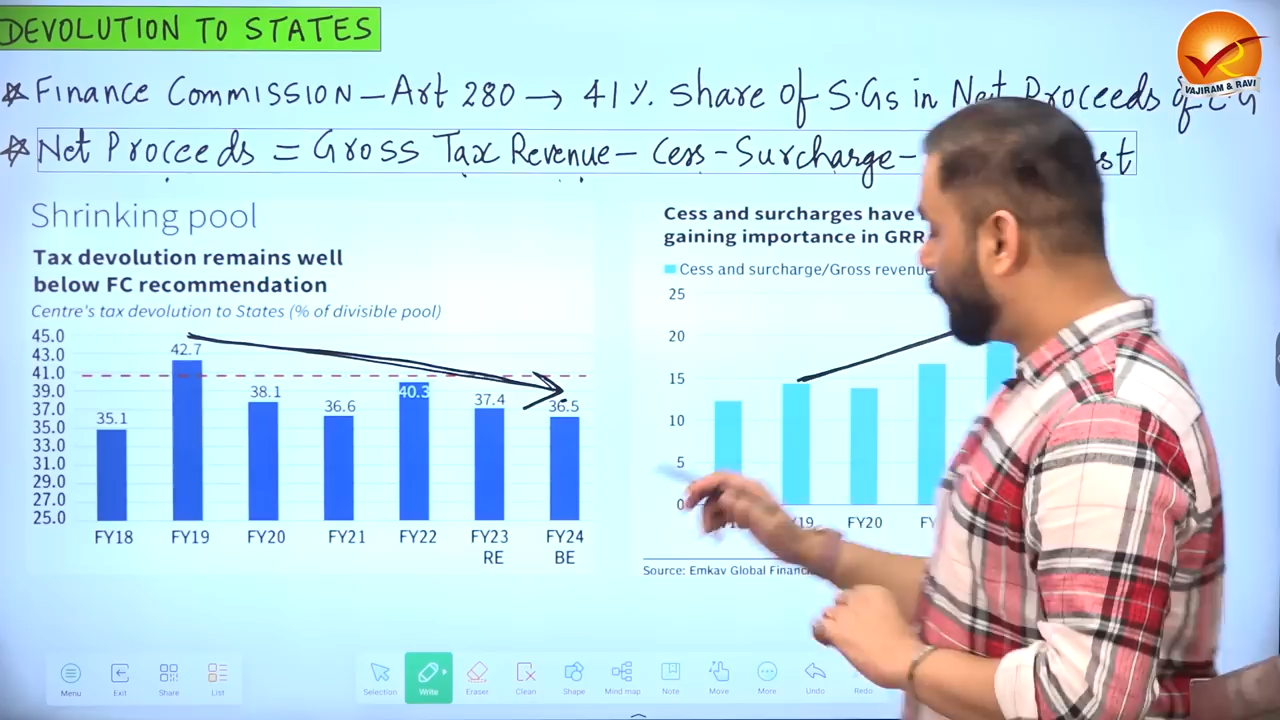 DEVOLUTION TO STATES
VAJIRAM & RAVI
☆ FINANCE COMMISSION – Art 280 → 41 % Share of S.Gs in Net Proceeds of C.G
☆ Net Proceeds = Gross Tax Revenue – Cess – Surcharge –
Shrinking pool
Tax devolution remains well
below FC recommendation
Centre's tax devolution to States (% of divisible pool)
45.0
43.0
41.0
39.0
37.0
35.0
33.0
31.0
29.0
27.0
25.0
35.1
42.7
38.1
36.6
40.3
37.4
36.5
FY18
FY19
FY20
FY21
FY22
FY23
RE
FY24
BE
Cess and surcharges have
gaining importance in GRR
Cess and surcharge/Gross
25
20
15
10
5
0
FY20
Source: Emkay Global
Menu
Exit
Share
List
Selection
Write
Eraser
Clean
Shape
Mind map
Note
Move
More
Undo
Redo